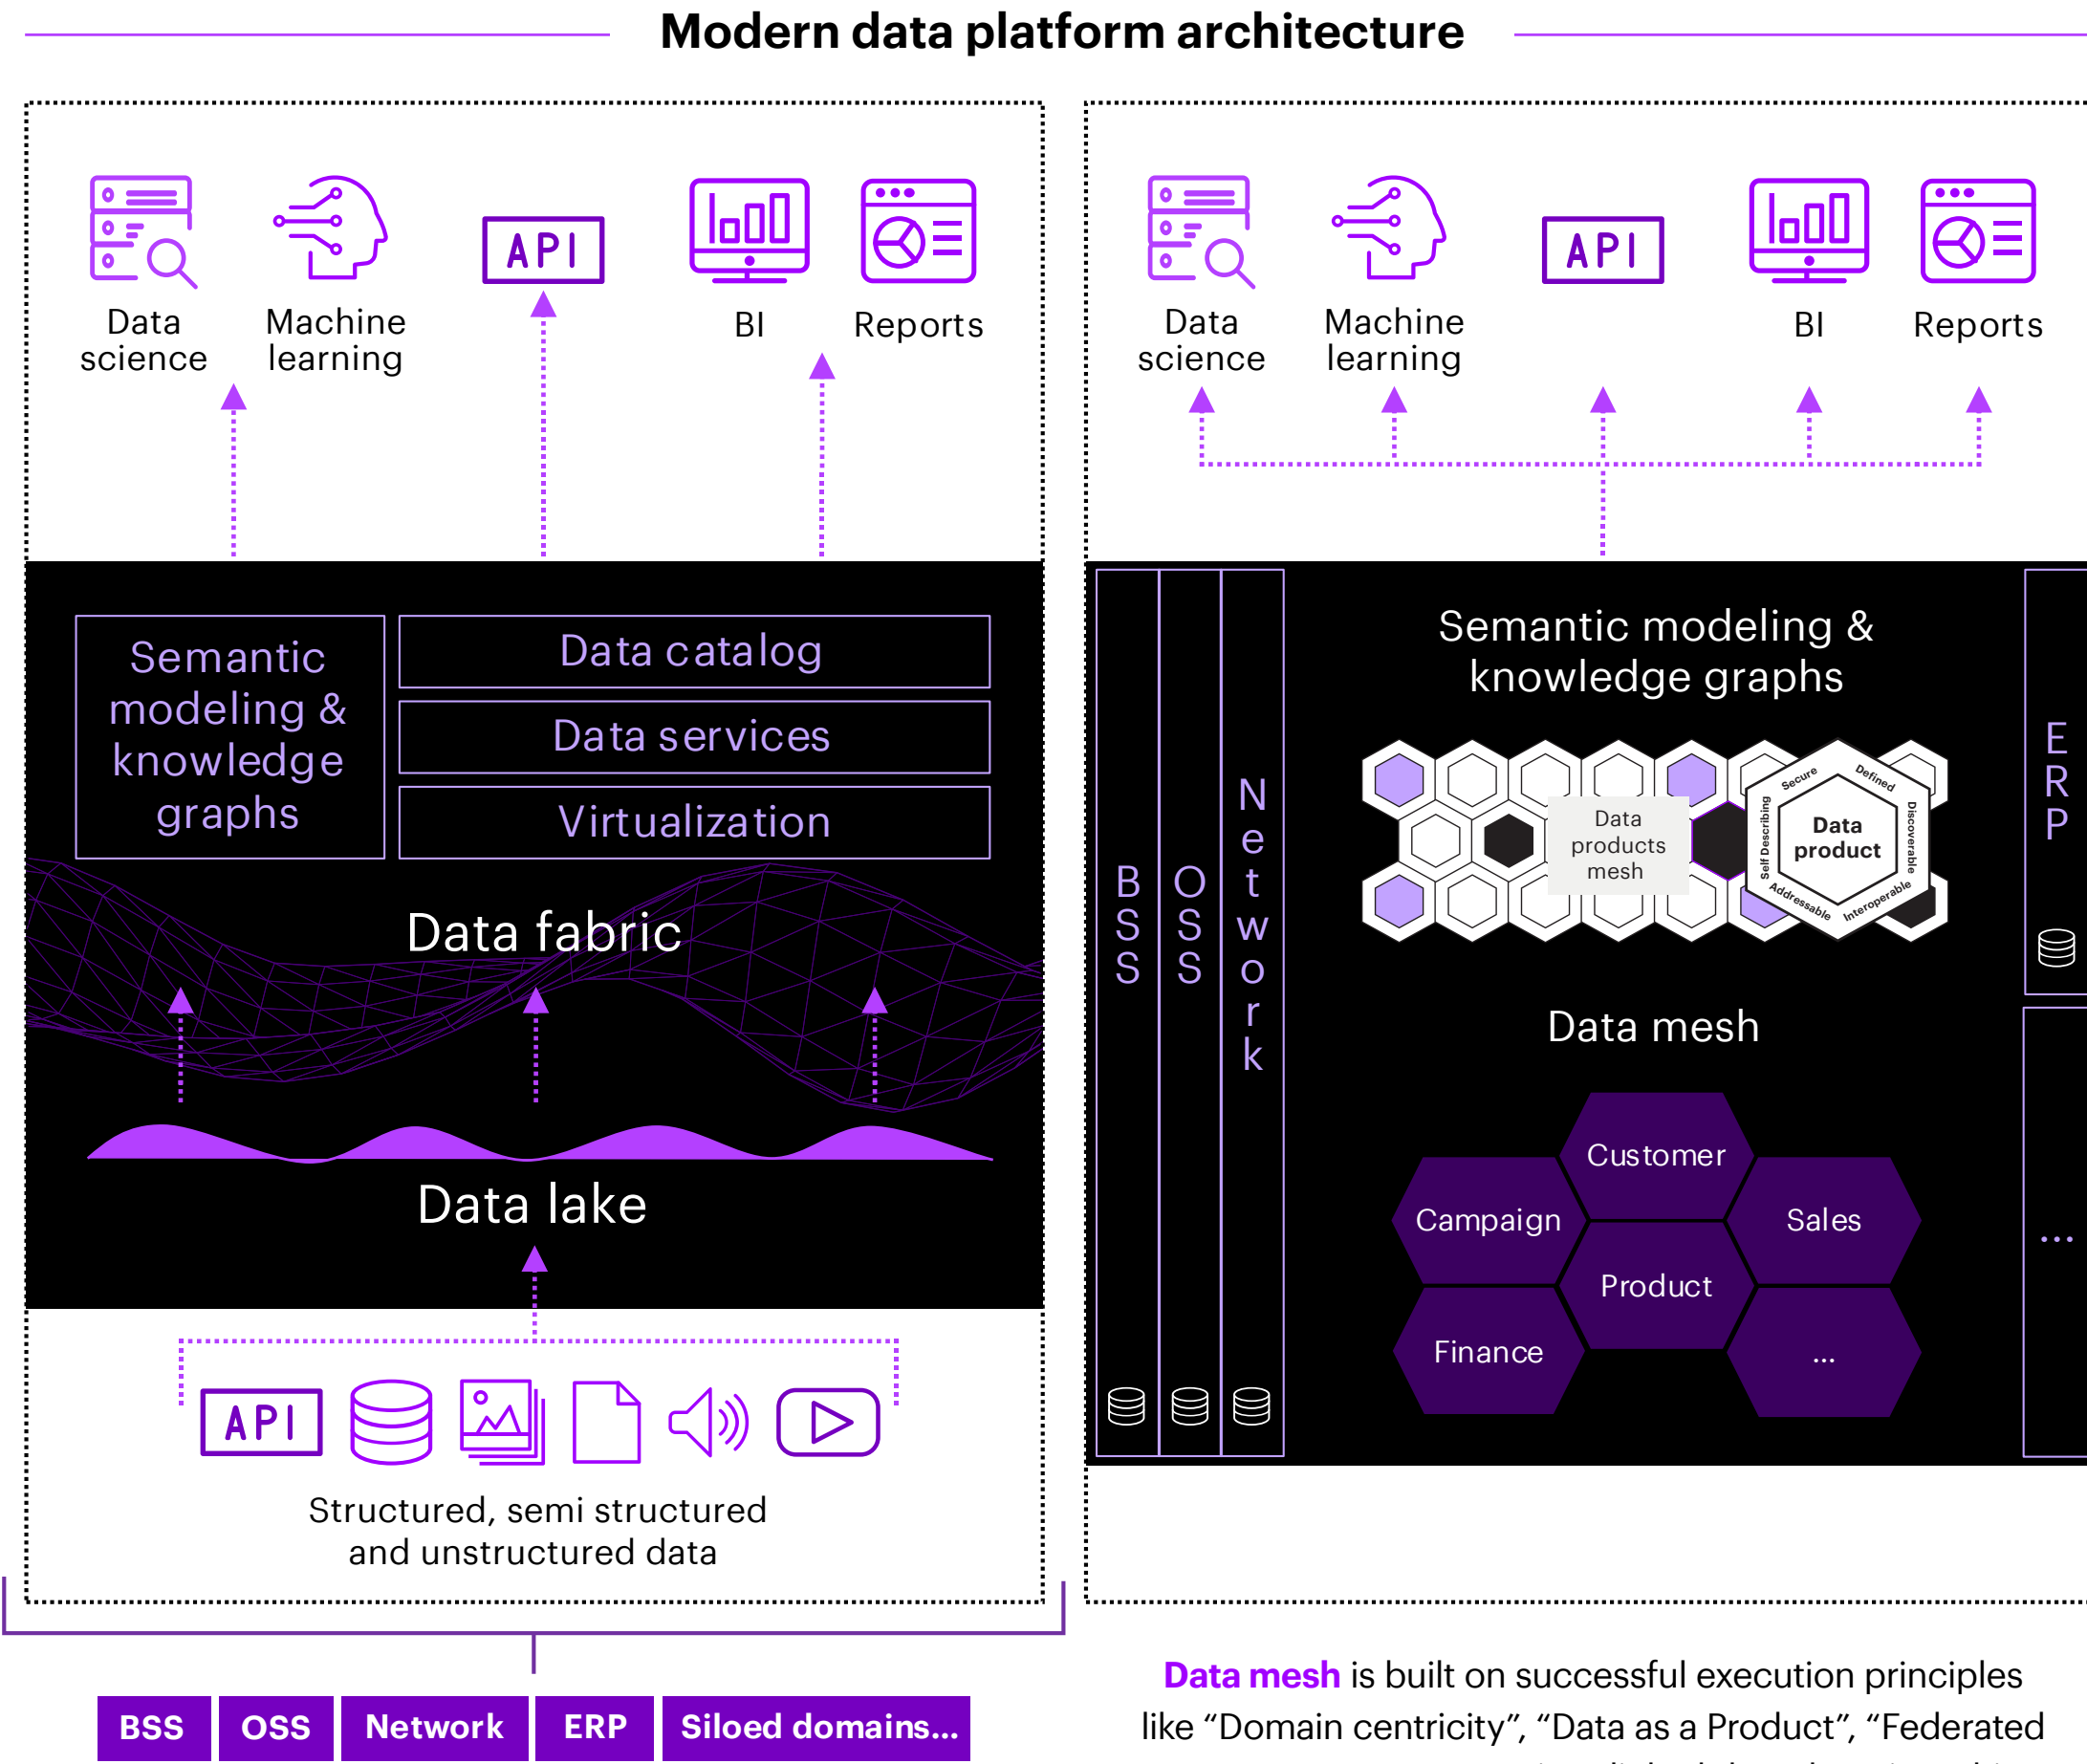 Modern data platform architecture
API
Data
science
Machine
learning
BI
Reports
Semantic
modeling &
knowledge
graphs
Data catalog
Data services
Virtualization
Data fabric
Data lake
API
Structured, semi structured
and unstructured data
BSS
OSS
Network
ERP
Siloed domains...
API
Data
science
Machine
learning
BI
Reports
BSS
OSS
Network
Semantic modeling &
knowledge graphs
Data
products
mesh
Secure
Defined
Discoverable
Interoperable
Addressable
Self Describing
Data
product
ERP
Data mesh
Customer
Campaign
Sales
Product
Finance
...
...
Data mesh is built on successful execution principles
like “Domain centricity”, “Data as a Product”, “Federated